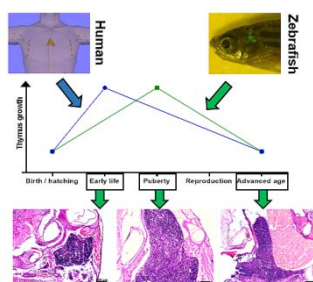 Human
Zebrafish
Thymus growth
Birth / hatching
Early life
Puberty
Reproduction
Advanced age